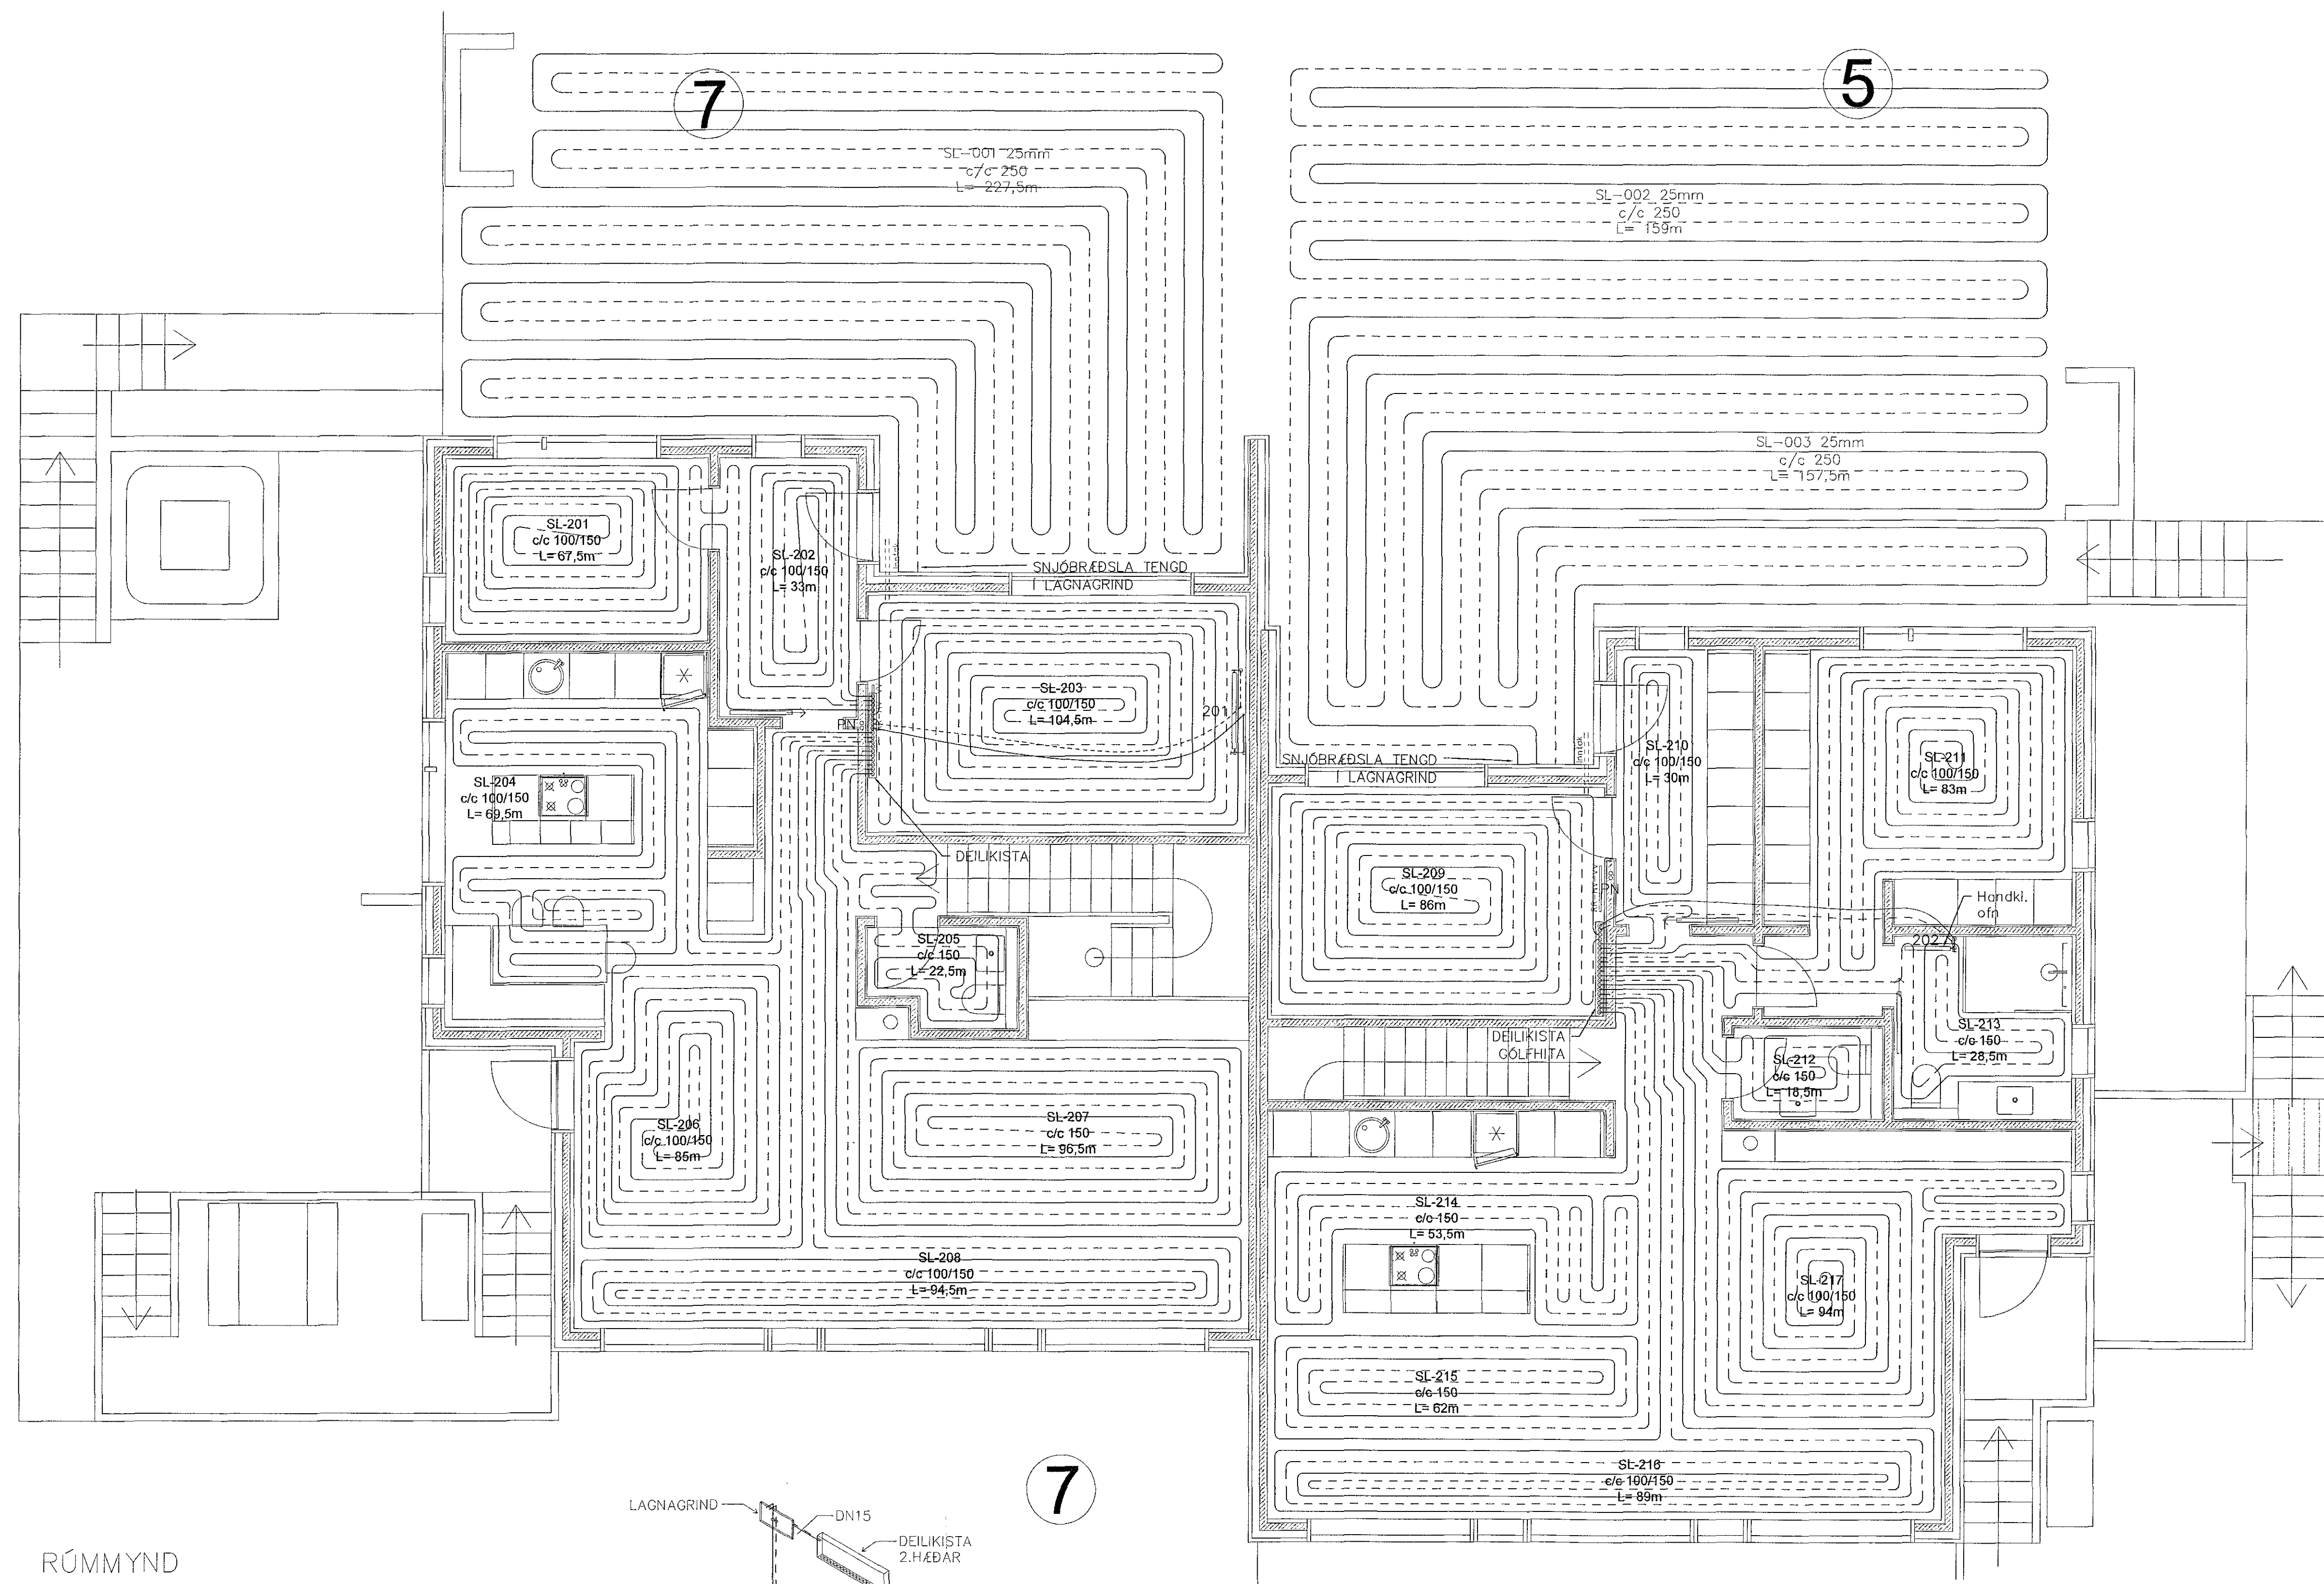 7
5
SL-001 25mm
c/c 250
L= 227,5m
SL-002 25mm
c/c 250
L= 159m
SL-003 25mm
c/c 250
L= 157,5m
SL-201
c/c 100/150
L= 67,5m
SL-202
c/c 100/150
L= 33m
SNJÓBRÆÐSLA TENGD
Í LAGNAGRIND
SL-203
c/c 100/150
L= 104,5m
201
PN
SL-204
c/c 100/150
L= 69,5m
DEILIKISTA
SL-205
c/c 150
L= 22,5m
SL-206
c/c 100/150
L= 85m
SL-207
c/c 150
L= 96,5m
SL-208
c/c 100/150
L= 94,5m
SNJÓBRÆÐSLA TENGD
Í LAGNAGRIND
inntak
SL-210
c/c 100/150
L= 30m
SL-211
c/c 100/150
L= 83m
SL-209
c/c 100/150
L= 86m
PN
Handkl.
ofn
202
DEILIKISTA
GÓLFHITA
SL-212
c/c 150
L= 18,5m
SL-213
c/c 150
L= 28,5m
SL-214
c/c 150
L= 53,5m
SL-215
c/c 150
L= 62m
SL-217
c/c 100/150
L= 94m
SL-216
c/c 100/150
L= 89m
7
LAGNAGRIND
DN15
DEILIKISTA
2.HÆÐAR
RÚMMYND